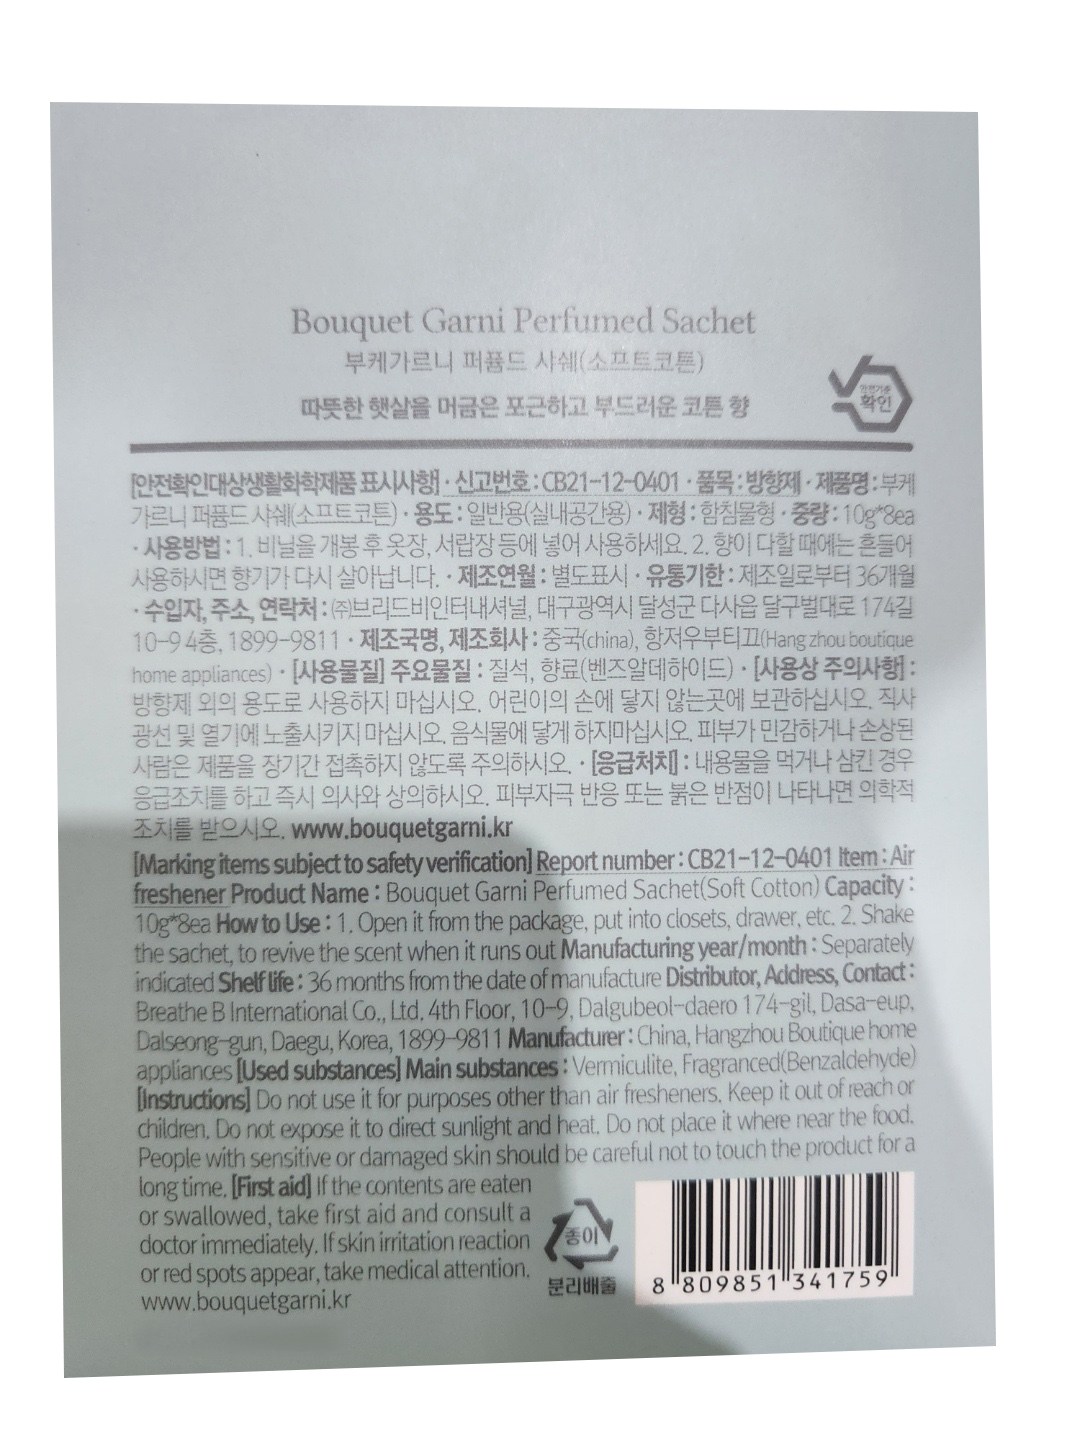 Bouquet Garni Perfumed Sachet
부케가르니 퍼퓸드 샤쉐(소프트코튼)
따뜻한 햇살을 머금은 포근하고 부드러운 코튼 향
안전기준
확인
[안전확인대상생활화학제품 표시사항] · 신고번호 : CB21-12-0401 · 품목 : 방향제 · 제품명 : 부케
가르니 퍼퓸드 샤쉐(소프트코튼) · 용도 : 일반용(실내공간용) · 제형 : 함침물형 · 중량 : 10g*8ea
· 사용방법 : 1. 비닐을 개봉 후 옷장, 서랍장 등에 넣어 사용하세요. 2. 향이 다할 때에는 흔들어
사용하시면 향기가 다시 살아납니다. · 제조연월 : 별도표시 · 유통기한 : 제조일로부터 36개월
· 수입자, 주소, 연락처 : ㈜브리드비인터내셔널, 대구광역시 달성군 다사읍 달구벌대로 174길
10-9 4층, 1899-9811 · 제조국명, 제조회사 : 중국(china), 항저우부티끄(Hang zhou boutique
home appliances) · [사용물질] 주요물질 : 질석, 향료(벤즈알데하이드) · [사용상 주의사항] :
방향제 외의 용도로 사용하지 마십시오. 어린이의 손에 닿지 않는곳에 보관하십시오. 직사
광선 및 열기에 노출시키지 마십시오. 음식물에 닿게 하지마십시오. 피부가 민감하거나 손상된
사람은 제품을 장기간 접촉하지 않도록 주의하시오. · [응급처치] : 내용물을 먹거나 삼킨 경우
응급조치를 하고 즉시 의사와 상의하시오. 피부자극 반응 또는 붉은 반점이 나타나면 의학적
조치를 받으시오. www.bouquetgarni.kr
[Marking items subject to safety verification] Report number : CB21-12-0401 Item : Air
freshener Product Name : Bouquet Garni Perfumed Sachet(Soft Cotton) Capacity :
10g*8ea How to Use : 1. Open it from the package, put into closets, drawer, etc. 2. Shake
the sachet, to revive the scent when it runs out Manufacturing year/month : Separately
indicated Shelf life : 36 months from the date of manufacture Distributor, Address, Contact :
Breathe B International Co., Ltd. 4th Floor, 10-9, Dalgubeol-daero 174-gil, Dasa-eup,
Dalseong-gun, Daegu, Korea, 1899-9811 Manufacturer : China, Hangzhou Boutique home
appliances [Used substances] Main substances : Vermiculite, Fragranced(Benzaldehyde)
[Instructions] Do not use it for purposes other than air fresheners. Keep it out of reach or
children. Do not expose it to direct sunlight and heat. Do not place it where near the food.
People with sensitive or damaged skin should be careful not to touch the product for a
long time. [First aid] If the contents are eaten
or swallowed, take first aid and consult a
doctor immediately. If skin irritation reaction
or red spots appear, take medical attention.
www.bouquetgarni.kr
종이
분리배출
8 809851 341759